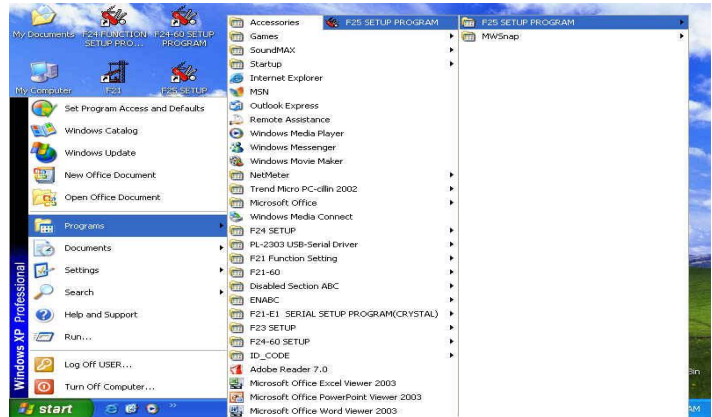 My Documents
F24 FUNCTION
SETUP PRO...
F24-60 SETUP
PROGRAM
My Computer
F21
F25 SETUP
Set Program Access and Defaults
Windows Catalog
Windows Update
New Office Document
Open Office Document
Programs
Documents
Settings
Search
Help and Support
Run...
Log Off USER...
Turn Off Computer...
Windows XP Professional
start
Accessories
Games
SoundMAX
Startup
Internet Explorer
MSN
Outlook Express
Remote Assistance
Windows Media Player
Windows Messenger
Windows Movie Maker
NetMeter
Trend Micro PC-cillin 2002
Microsoft Office
Windows Media Connect
F24 SETUP
PL-2303 USB-Serial Driver
F21 Function Setting
F21-60
Disabled Section ABC
ENABC
F21-E1 SERIAL SETUP PROGRAM(CRYSTAL)
F23 SETUP
F24-60 SETUP
ID_CODE
Adobe Reader 7.0
Microsoft Office Excel Viewer 2003
Microsoft Office PowerPoint Viewer 2003
Microsoft Office Word Viewer 2003
F25 SETUP PROGRAM
F25 SETUP PROGRAM
MWSnap
Bin
AM